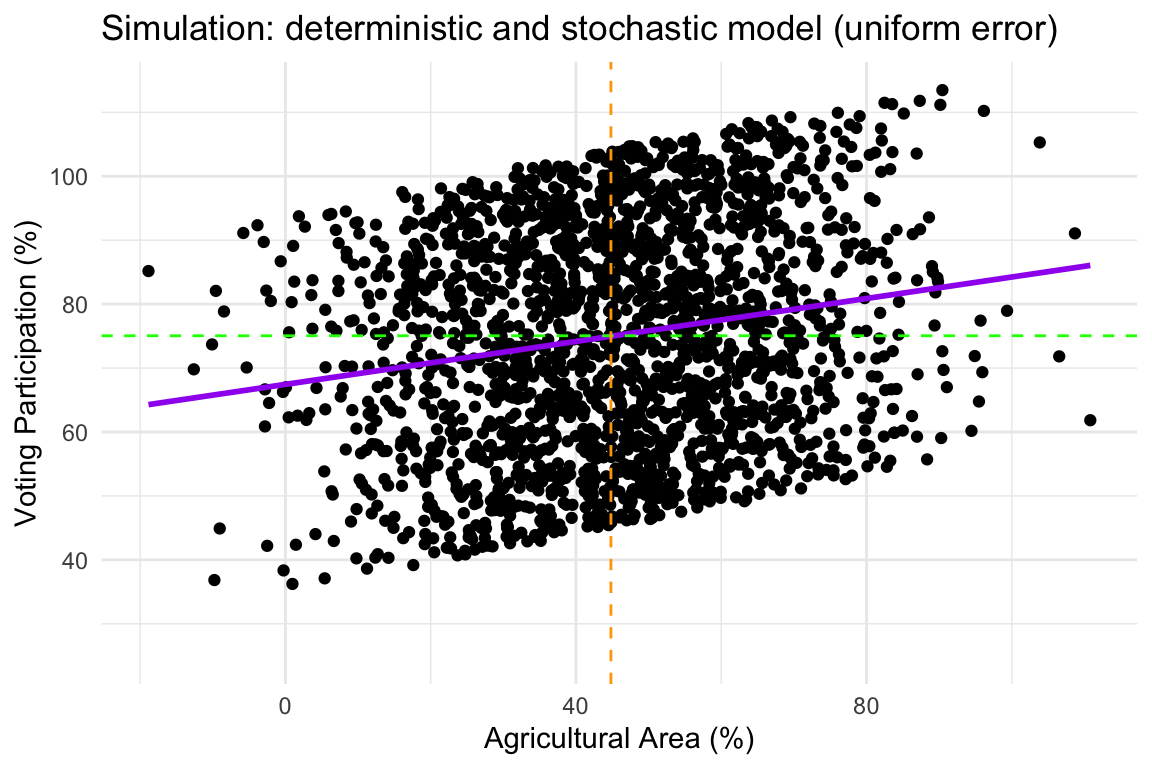 Simulation: deterministic and stochastic model (uniform error)
Voting Participation (%)
100
80
60
40
0
40
80
Agricultural Area (%)